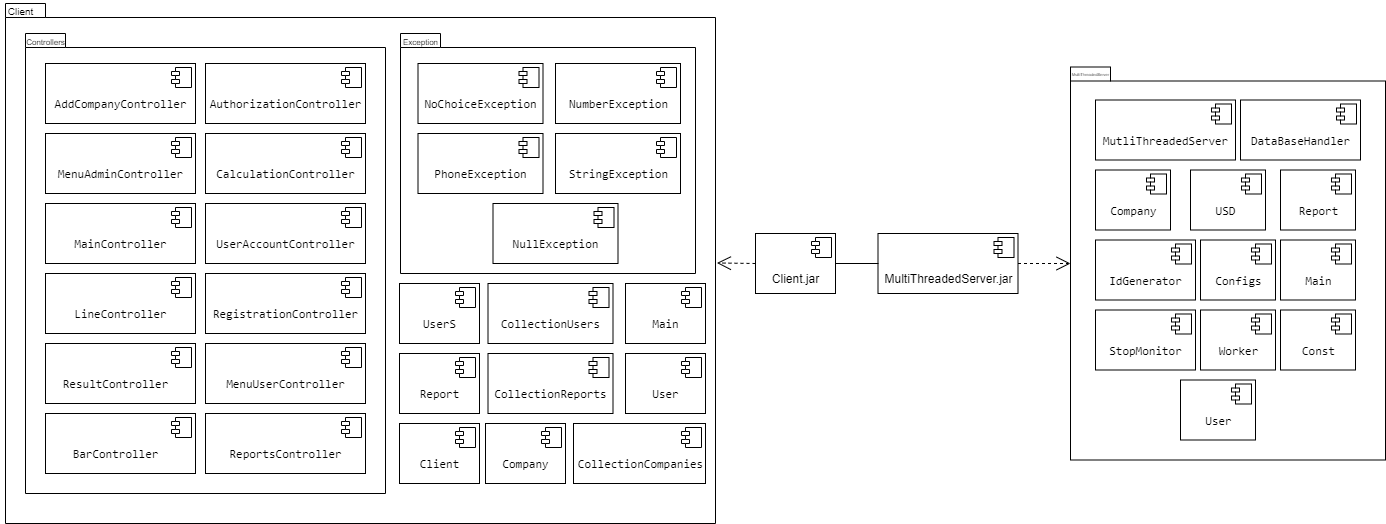 Client
Controllers
AddCompanyController
AuthorizationController
MenuAdminController
CalculationController
MainController
UserAccountController
LineController
RegistrationController
ResultController
MenuUserController
BarController
ReportsController
Exception
NoChoiceException
NumberException
PhoneException
StringException
NullException
UserS
CollectionUsers
Main
Report
CollectionReports
User
Client
Company
CollectionCompanies
Client.jar
MultiThreadedServer.jar
MultiThreadedServer
MutliThreadedServer
DataBaseHandler
Company
USD
Report
IdGenerator
Configs
Main
StopMonitor
Worker
Const
User